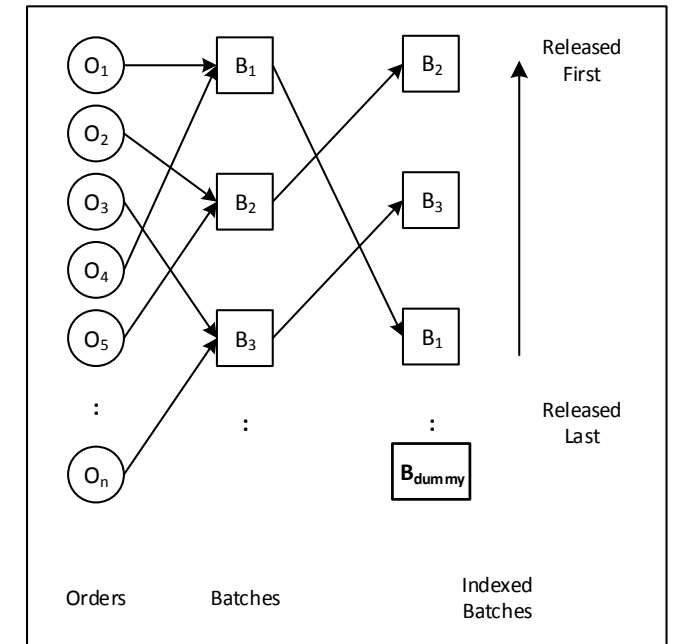 O1 B1 B2 Released
First
O2
O3 B2 B3
O4
O5 B3 B1
: : : Released
Last
On Bdummy
Orders Batches Indexed
Batches